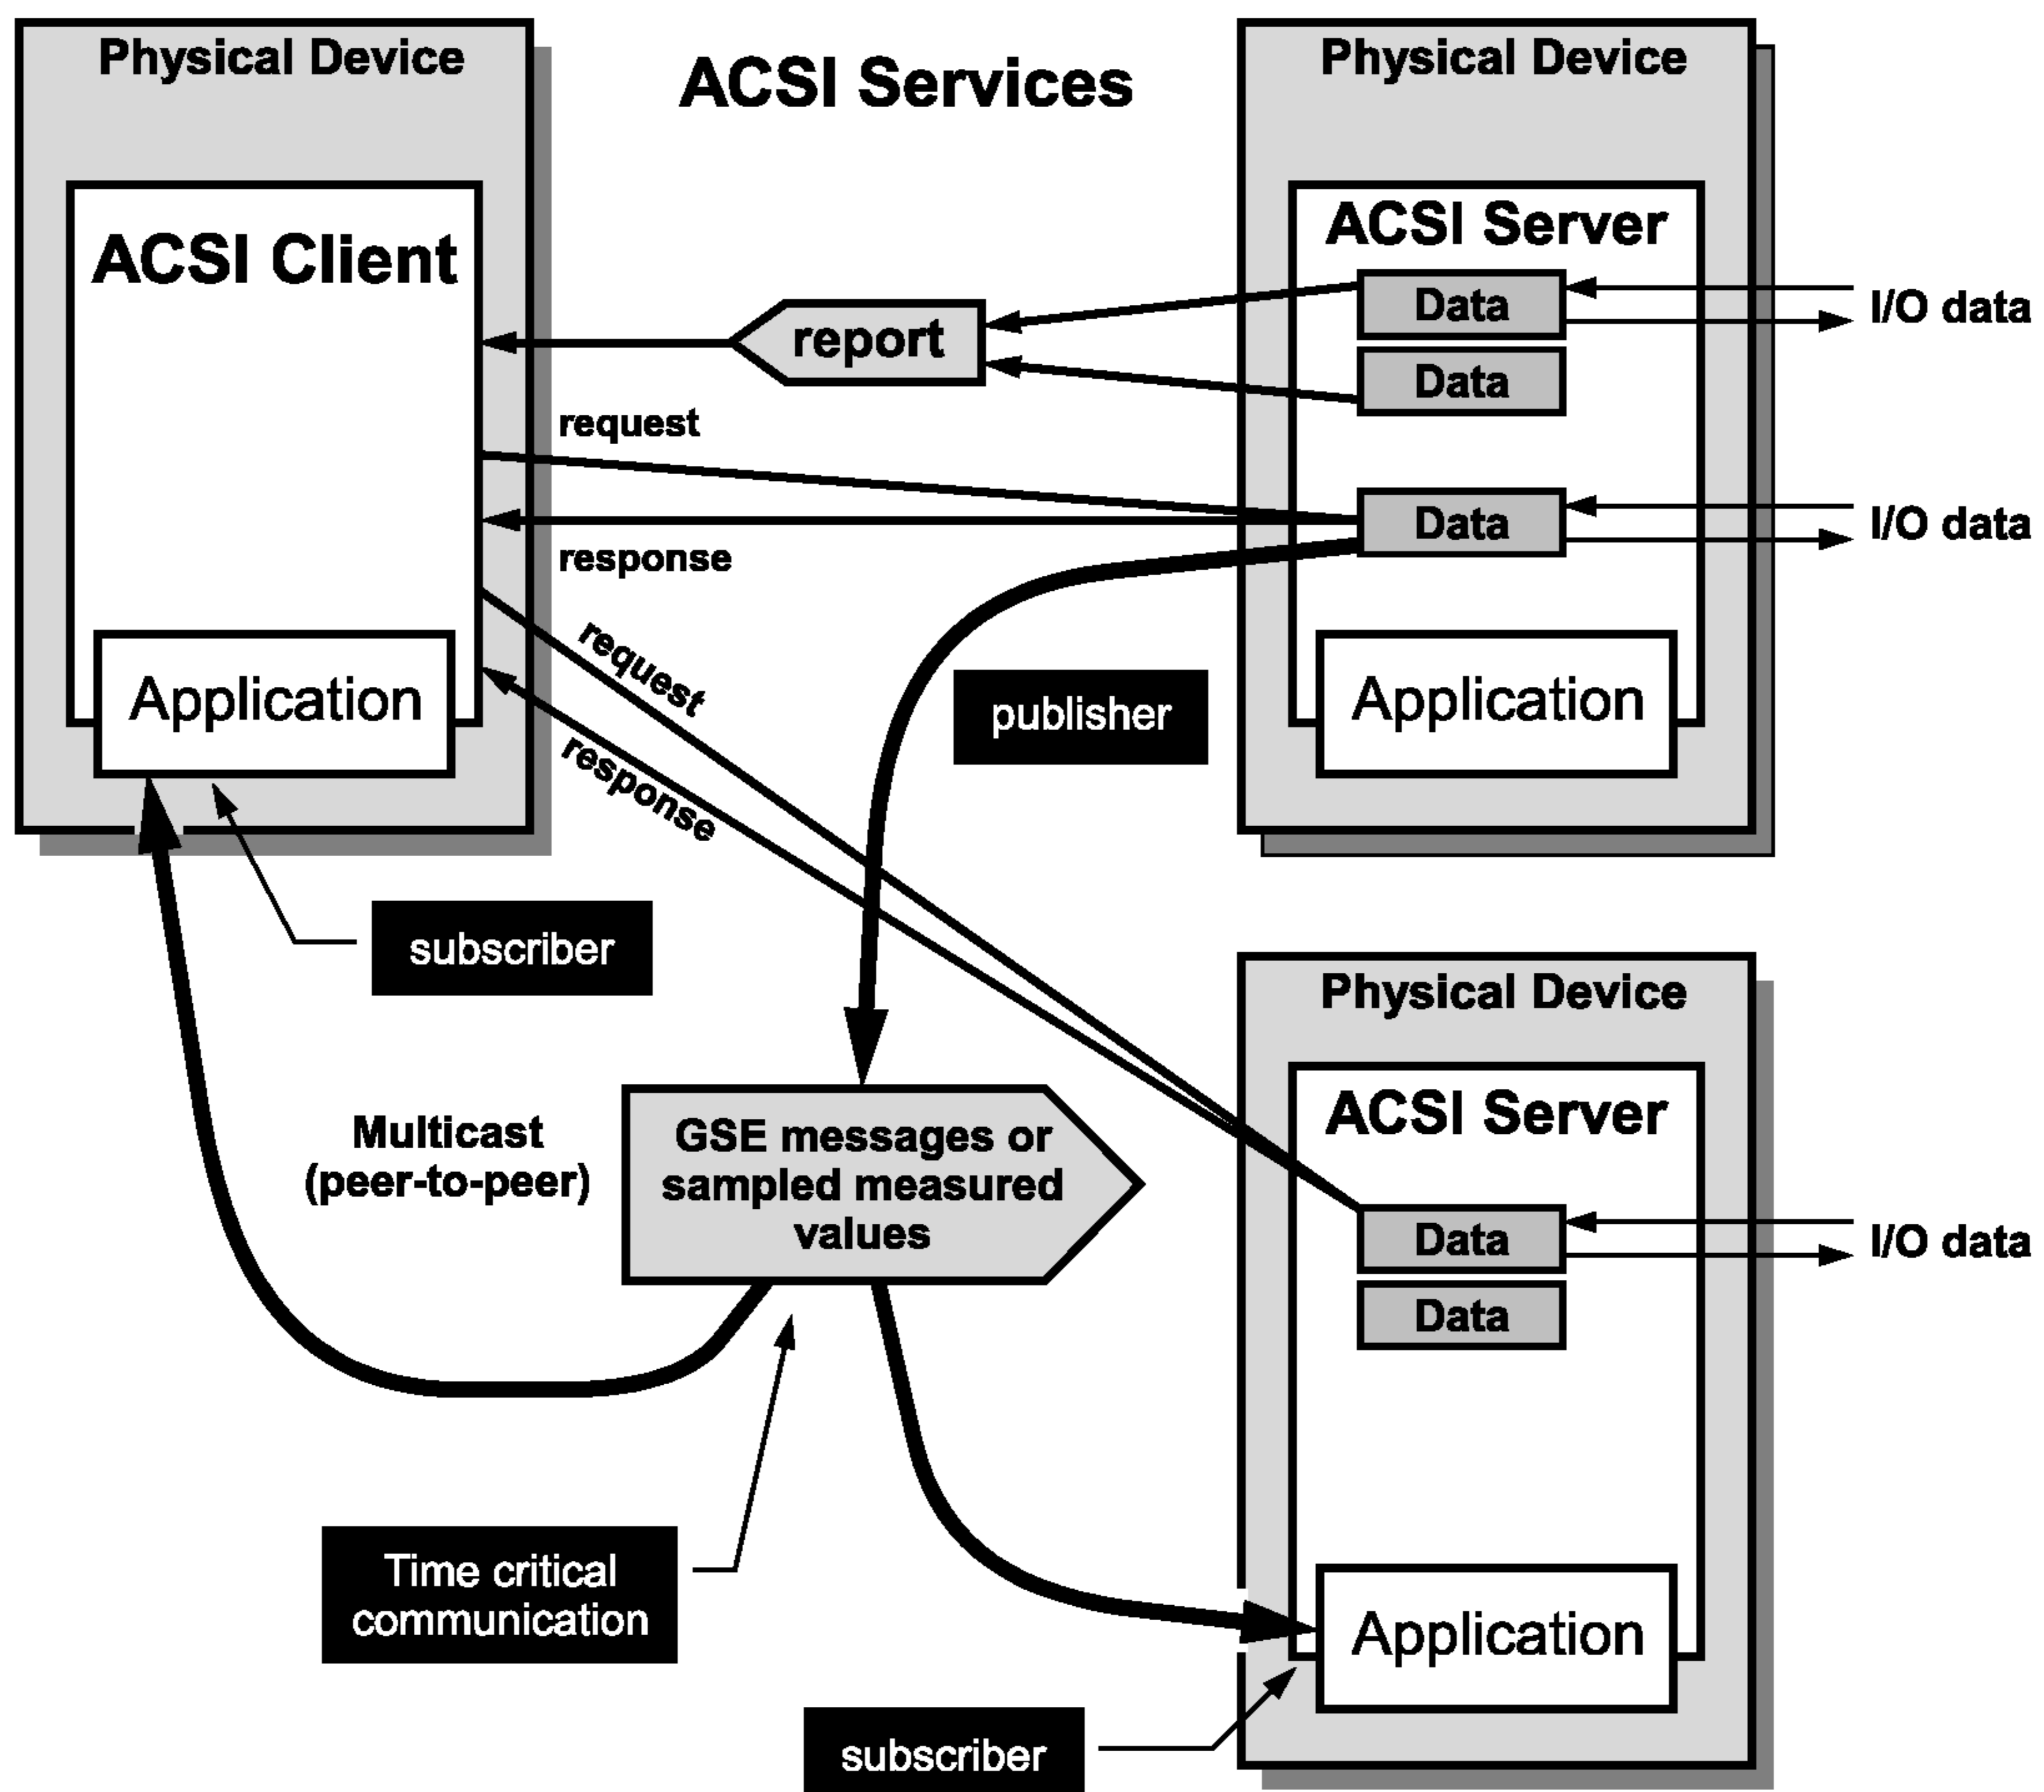 Physical Device
ACSI Services
Physical Device
ACSI Client
ACSI Server
Data
I/O data
report
Data
request
Data
I/O data
response
request
Application
publisher
Application
response
subscriber
Physical Device
ACSI Server
Multicast
(peer-to-peer)
GSE messages or
sampled measured
values
Data
I/O data
Data
Time critical
communication
Application
subscriber